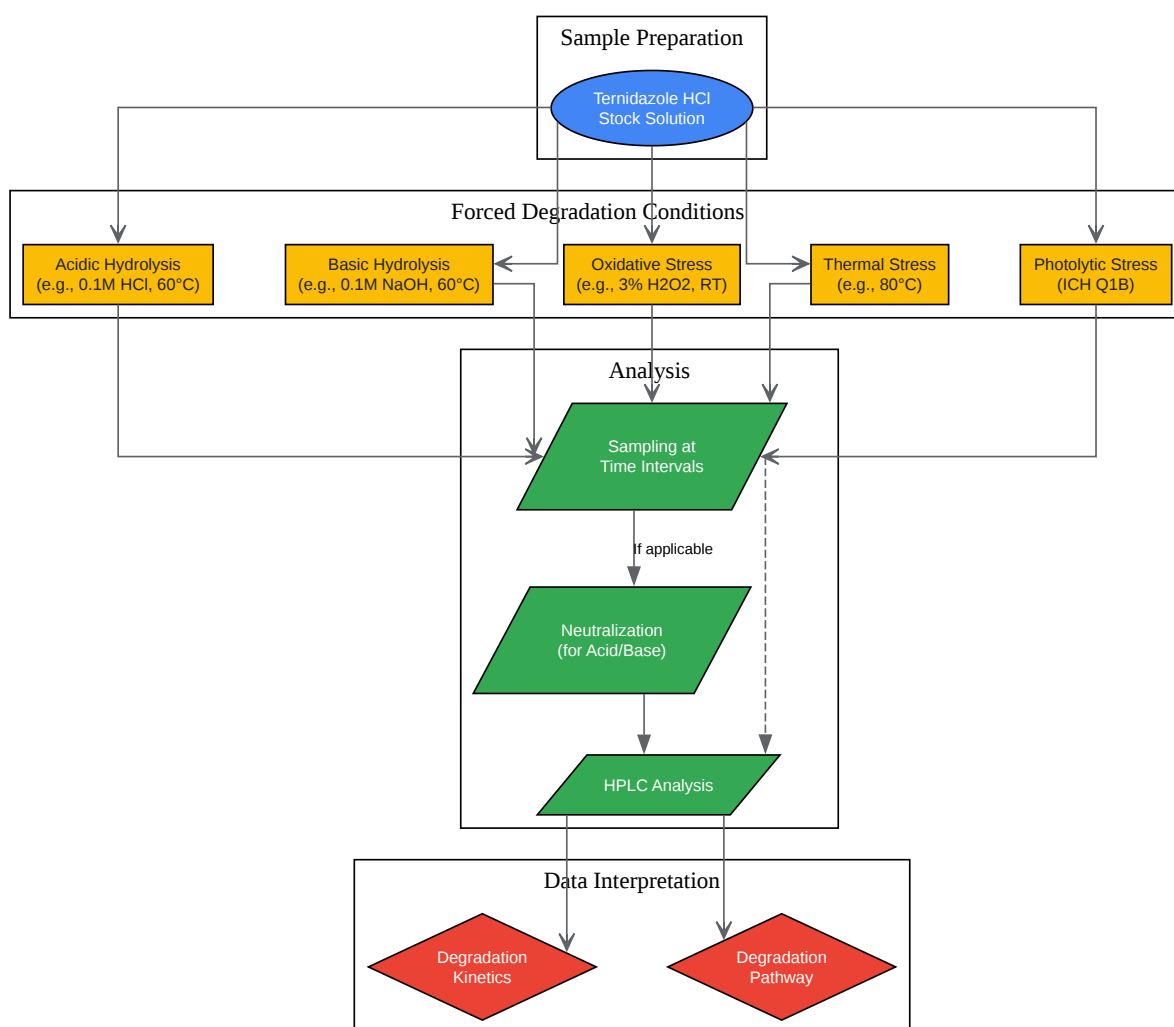 Sample Preparation
Ternidazole HCl
Stock Solution
Forced Degradation Conditions
Acidic Hydrolysis
(e.g., 0.1M HCl, 60°C)
Basic Hydrolysis
(e.g., 0.1M NaOH, 60°C)
Oxidative Stress
(e.g., 3% H2O2, RT)
Thermal Stress
(e.g., 80°C)
Photolytic Stress
(ICH Q1B)
Analysis
Sampling at
Time Intervals
If applicable
Neutralization
(for Acid/Base)
HPLC Analysis
Data Interpretation
Degradation
Kinetics
Degradation
Pathway